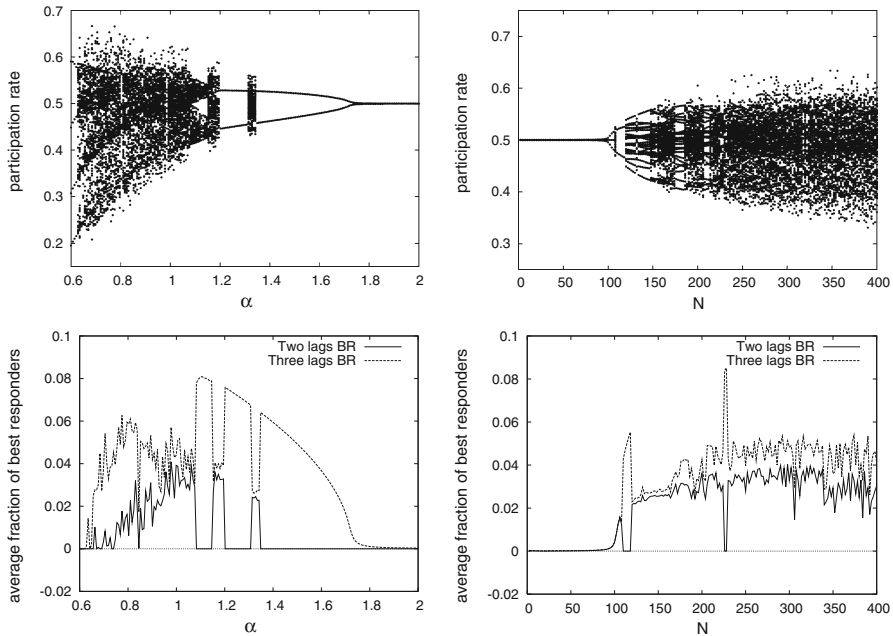 0.7
0.6
0.5
0.4
0.3
0.2
participation rate
0.6 0.8 1 1.2 1.4 1.6 1.8 2
α
0.7
0.6
0.5
0.4
0.3
participation rate
0 50 100 150 200 250 300 350 400
N
0.1
0.08
0.06
0.04
0.02
0
-0.02
average fraction of best responders
Two lags BR
Three lags BR
0.6 0.8 1 1.2 1.4 1.6 1.8 2
α
0.1
0.08
0.06
0.04
0.02
0
-0.02
average fraction of best responders
Two lags BR
Three lags BR
0 50 100 150 200 250 300 350 400
N